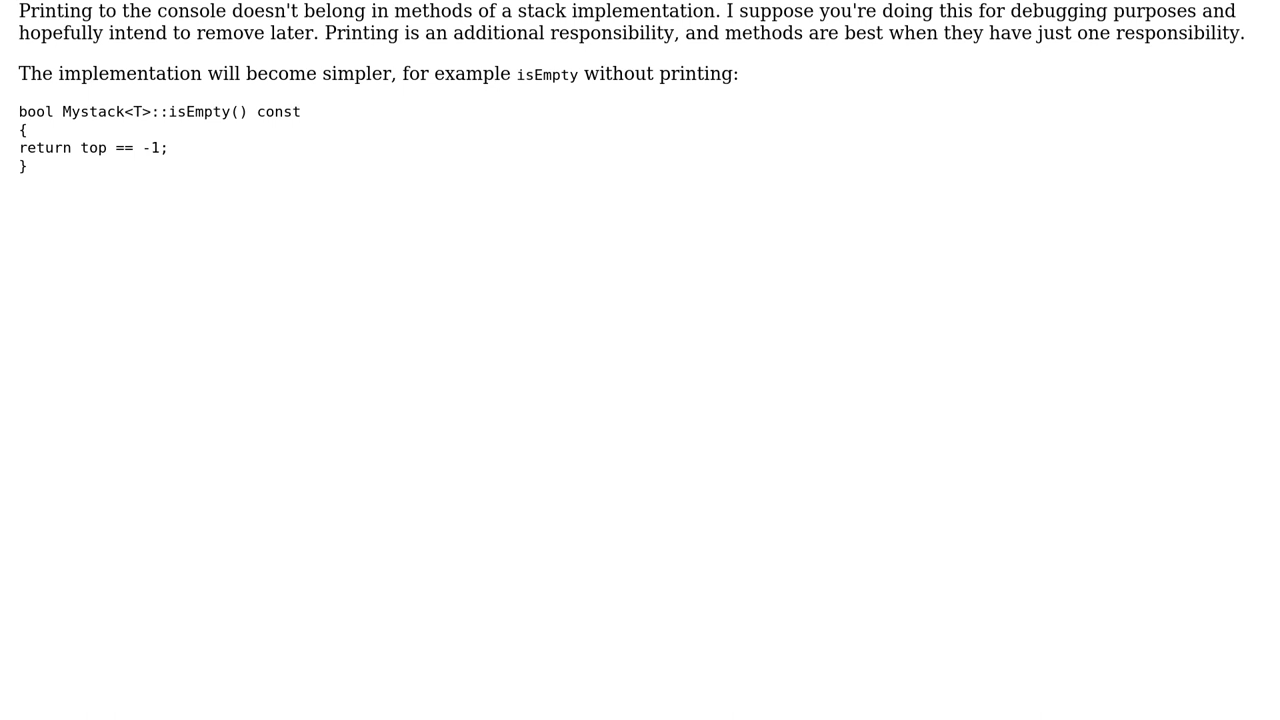 Printing to the console doesn't belong in methods of a stack implementation. I suppose you're doing this for debugging purposes and
hopefully intend to remove later. Printing is an additional responsibility, and methods are best when they have just one responsibility.
The implementation will become simpler, for example isEmpty without printing:
bool Mystack<T>::isEmpty() const
{
return top == -1;
}